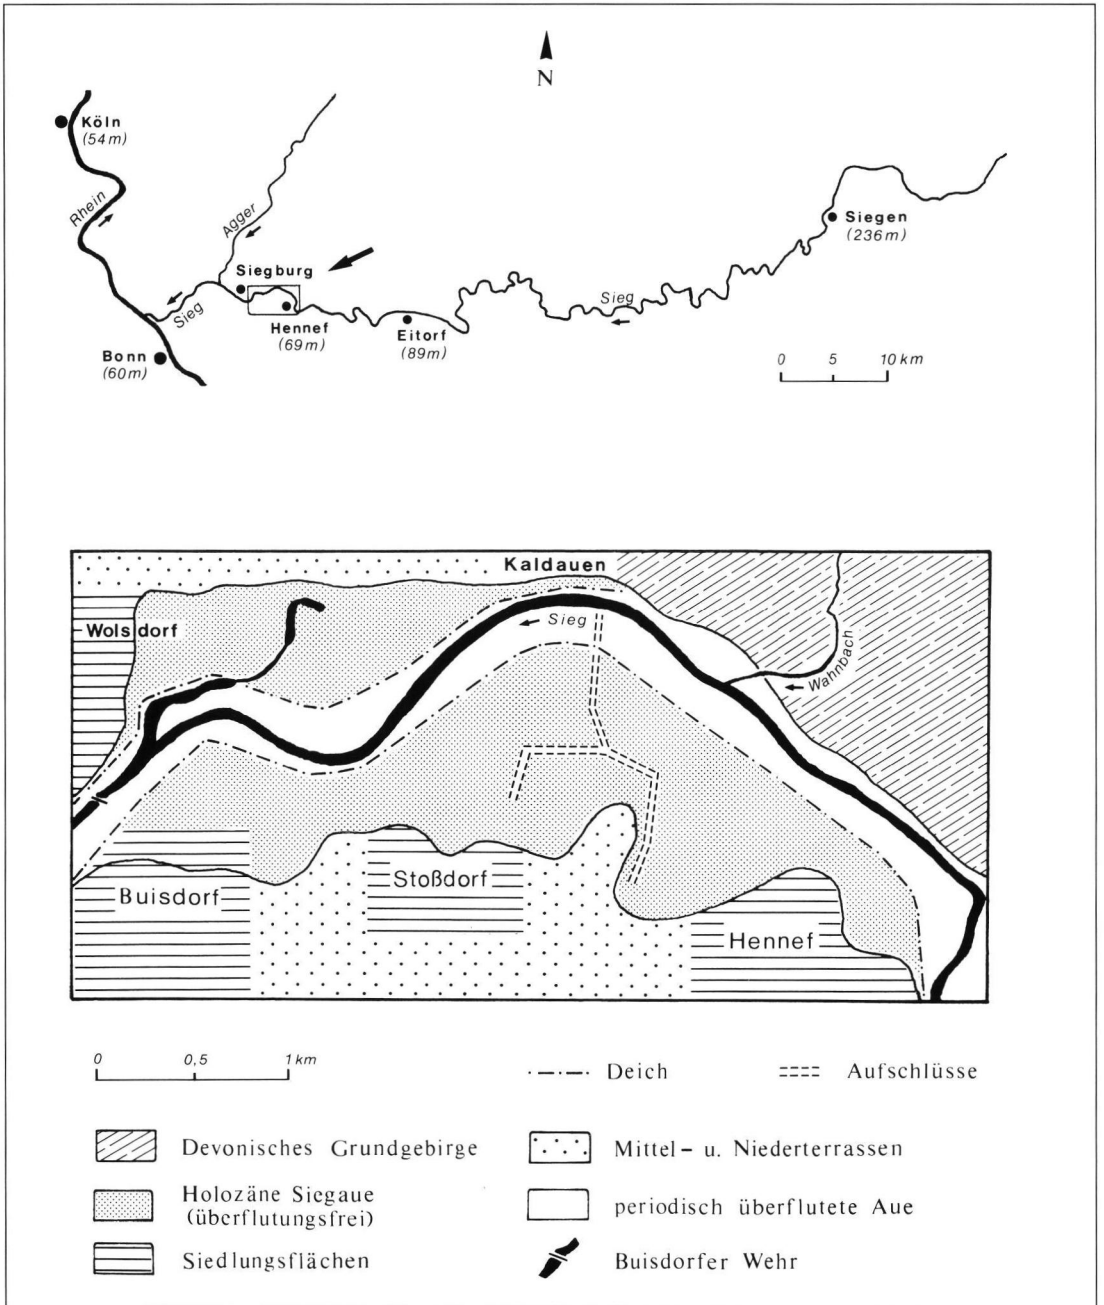 N
Köln
(54m)
Rhein
Agger
Siegburg
Sieg
Hennef
(69m)
Eitorf
(89m)
Sieg
Siegen
(236m)
Bonn
(60m)
0 5 10 km
Kaldauen
Wolsdorf
Sieg
Wahnbach
Buisdorf
Stoßdorf
Hennef
0 0,5 1 km
Deich
Aufschlüsse
Devonisches Grundgebirge
Mittel- u. Niederterrassen
Holozäne Siegaue
(überflutungsfrei)
periodisch überflutete Aue
Siedlungsflächen
Buisdorfer Wehr